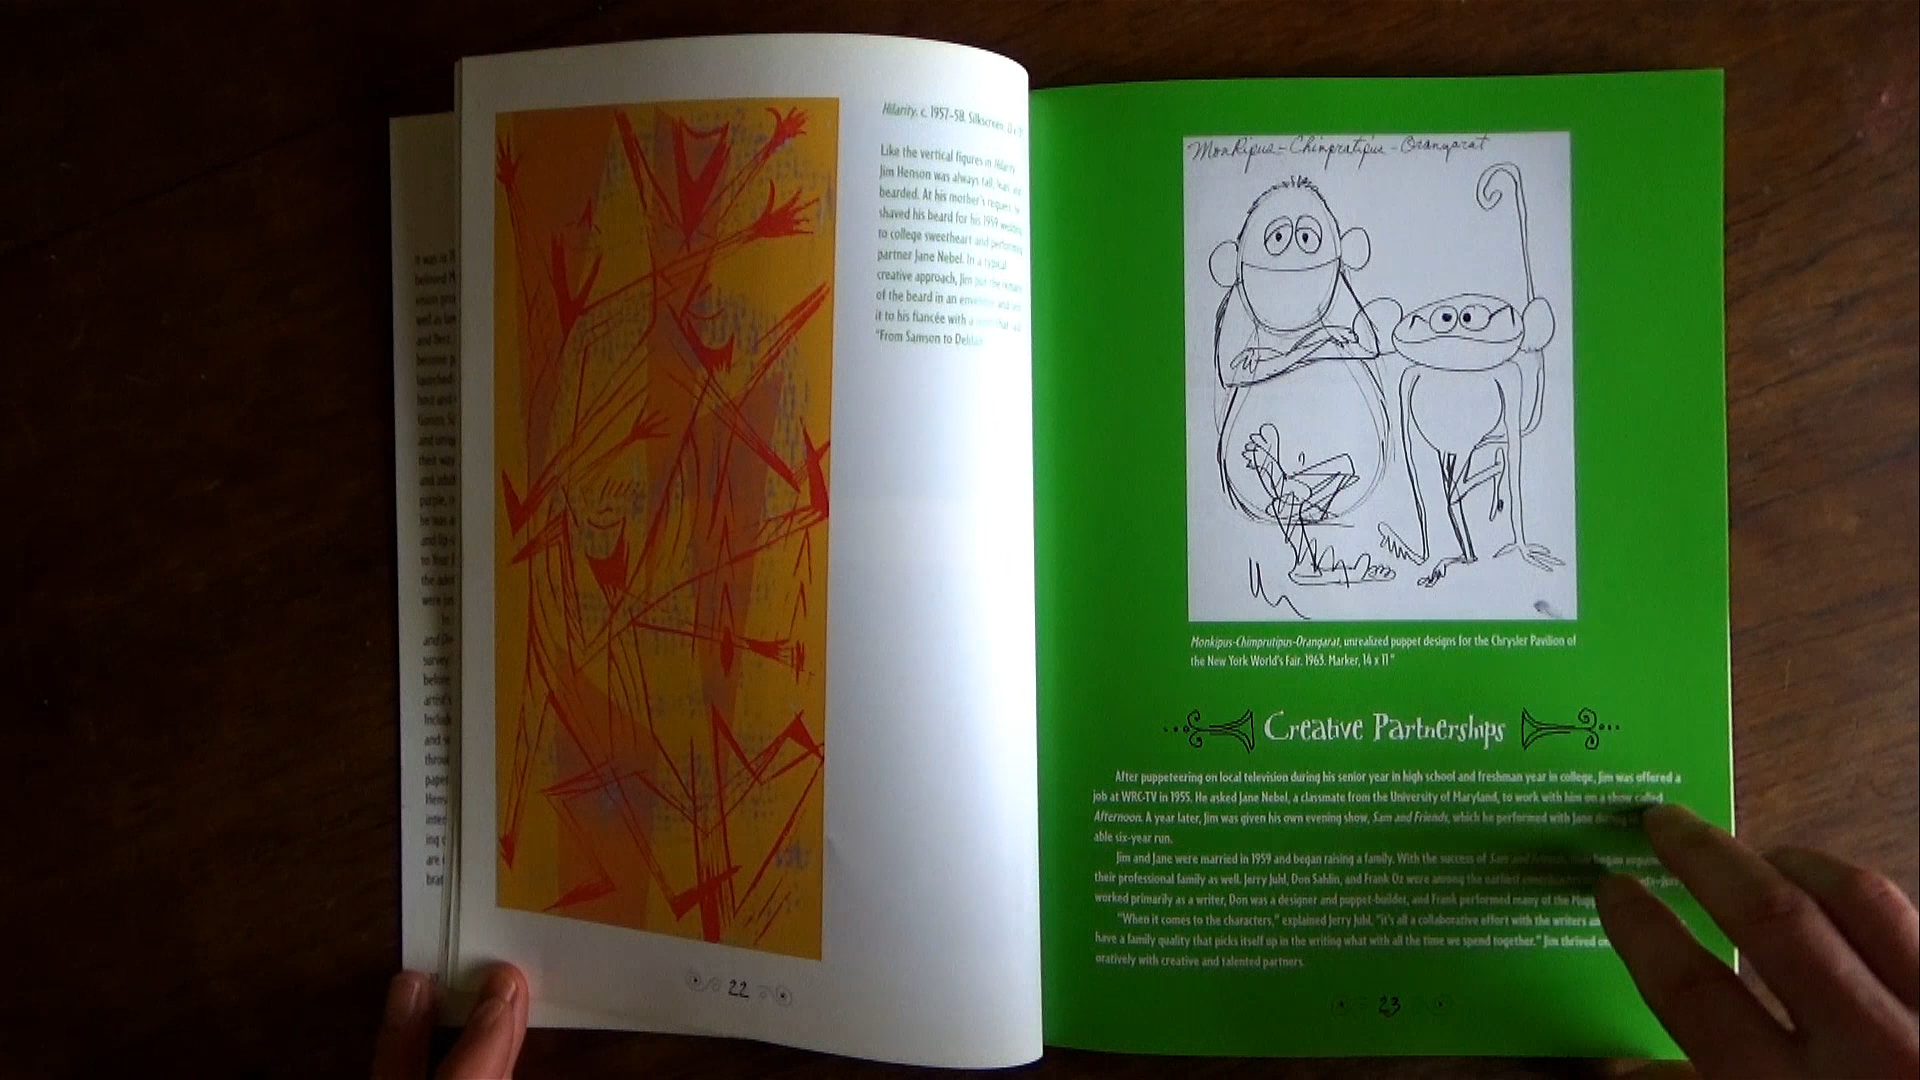 It was in
and
Hilarity. c. 1957–58. Silkscreen.
Like the vertical figures in Hilarity
Jim Henson was always tall,
bearded. At his mother's request,
shaved his beard for his 1959 wedding
to college sweetheart and performing
partner Jane Nebel. In a typical
creative approach, Jim put the
of the beard in an
it to his fiancée with a
"From Samson to
22
Monkipus-Chimpratipus-Orangarat
Monkipus-Chimprutipus-Orangarat, unrealized puppet designs for the Chrysler Pavilion of
the New York World's Fair. 1963. Marker, 14 x 11"
Creative Partnerships
After puppeteering on local television during his senior year in high school and freshman year in college, Jim was offered a
job at WRC-TV in 1955. He asked Jane Nebel, a classmate from the University of Maryland, to work with him on a show called
Afternoon. A year later, Jim was given his own evening show, Sam and Friends, which he performed with Jane during
able six-year run.
Jim and Jane were married in 1959 and began raising a family. With the success of Sam and Friends, began
their professional family as well. Jerry Juhl, Don Sahlin, and Frank Oz were among the earliest
worked primarily as a writer, Don was a designer and puppet-builder, and Frank performed many of the
"When it comes to the characters," explained Jerry Juhl, "it's all a collaborative effort with the writers
have a family quality that picks itself up in the writing what with all the time we spend together." Jim thrived
oratively with creative and talented partners.
23